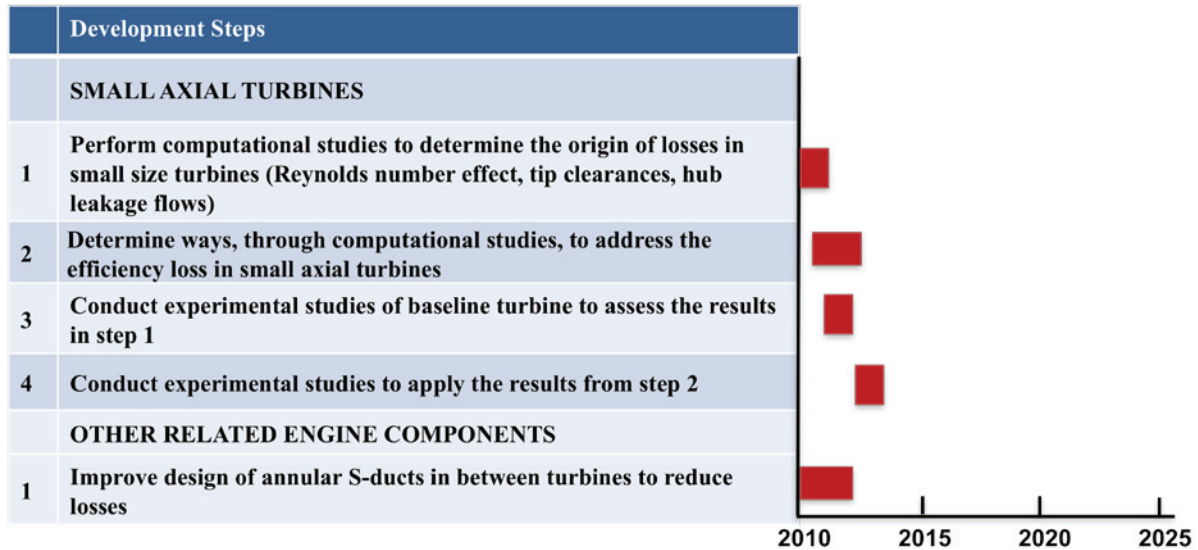 Development Steps
SMALL AXIAL TURBINES
1
Perform computational studies to determine the origin of losses in
small size turbines (Reynolds number effect, tip clearances, hub
leakage flows)
2
Determine ways, through computational studies, to address the
efficiency loss in small axial turbines
3
Conduct experimental studies of baseline turbine to assess the results
in step 1
4
Conduct experimental studies to apply the results from step 2
OTHER RELATED ENGINE COMPONENTS
1
Improve design of annular S-ducts in between turbines to reduce
losses
2010 2015 2020 2025